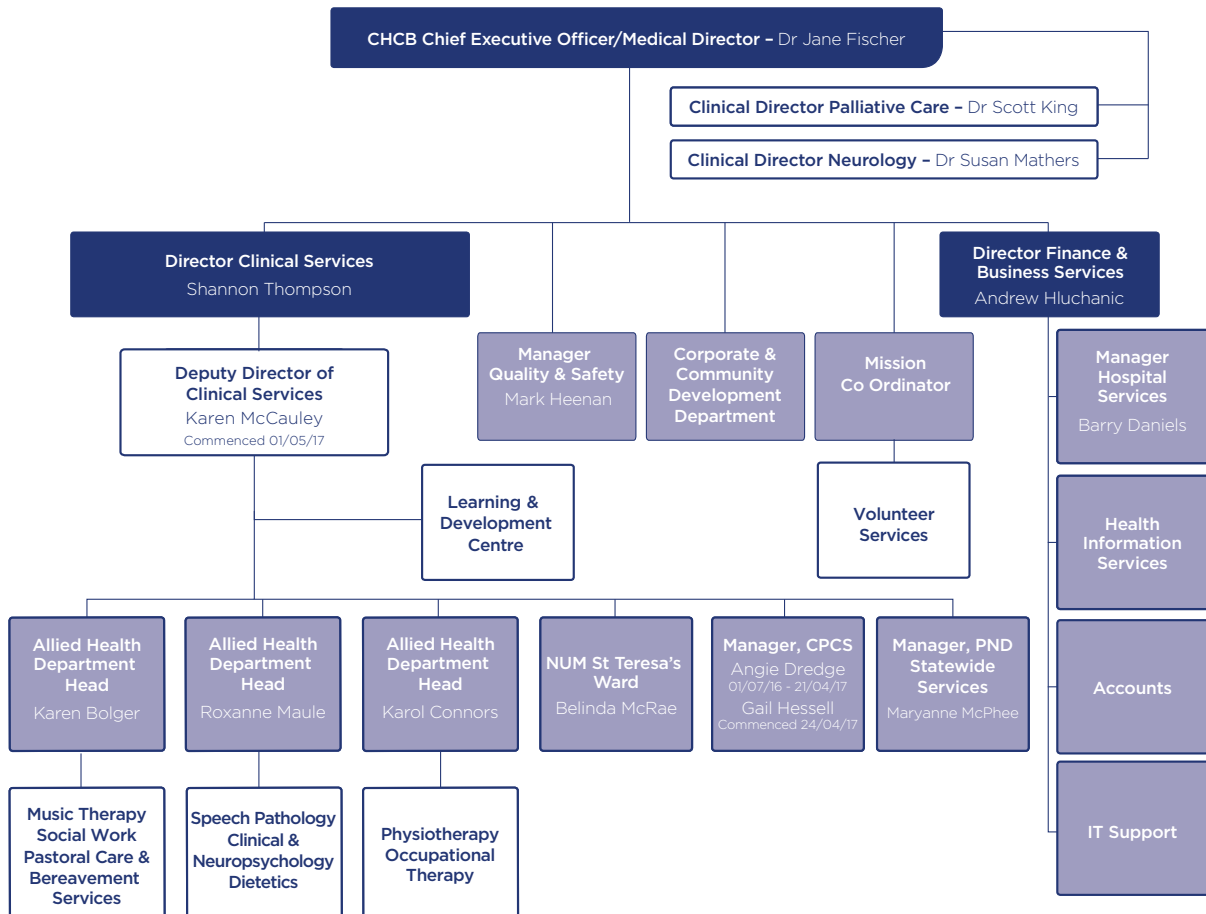 CHCB Chief Executive Officer/Medical Director – Dr Jane Fischer
Clinical Director Palliative Care – Dr Scott King
Clinical Director Neurology – Dr Susan Mathers
Director Clinical Services
Shannon Thompson
Director Finance &
Business Services
Andrew Hluchanic
Deputy Director of
Clinical Services
Karen McCauley
Commenced 01/05/17
Manager
Quality & Safety
Mark Heenan
Corporate &
Community
Development
Department
Mission
Co Ordinator
Manager
Hospital
Services
Barry Daniels
Learning &
Development
Centre
Volunteer
Services
Health
Information
Services
Allied Health
Department
Head
Karen Bolger
Allied Health
Department
Head
Roxanne Maule
Allied Health
Department
Head
Karol Connors
NUM St Teresa's
Ward
Belinda McRae
Manager, CPCS
Angie Dredge
01/07/16 - 21/04/17
Gail Hessell
Commenced 24/04/17
Manager, PND
Statewide
Services
Maryanne McPhee
Accounts
Music Therapy
Social Work
Pastoral Care &
Bereavement
Services
Speech Pathology
Clinical &
Neuropsychology
Dietetics
Physiotherapy
Occupational
Therapy
IT Support